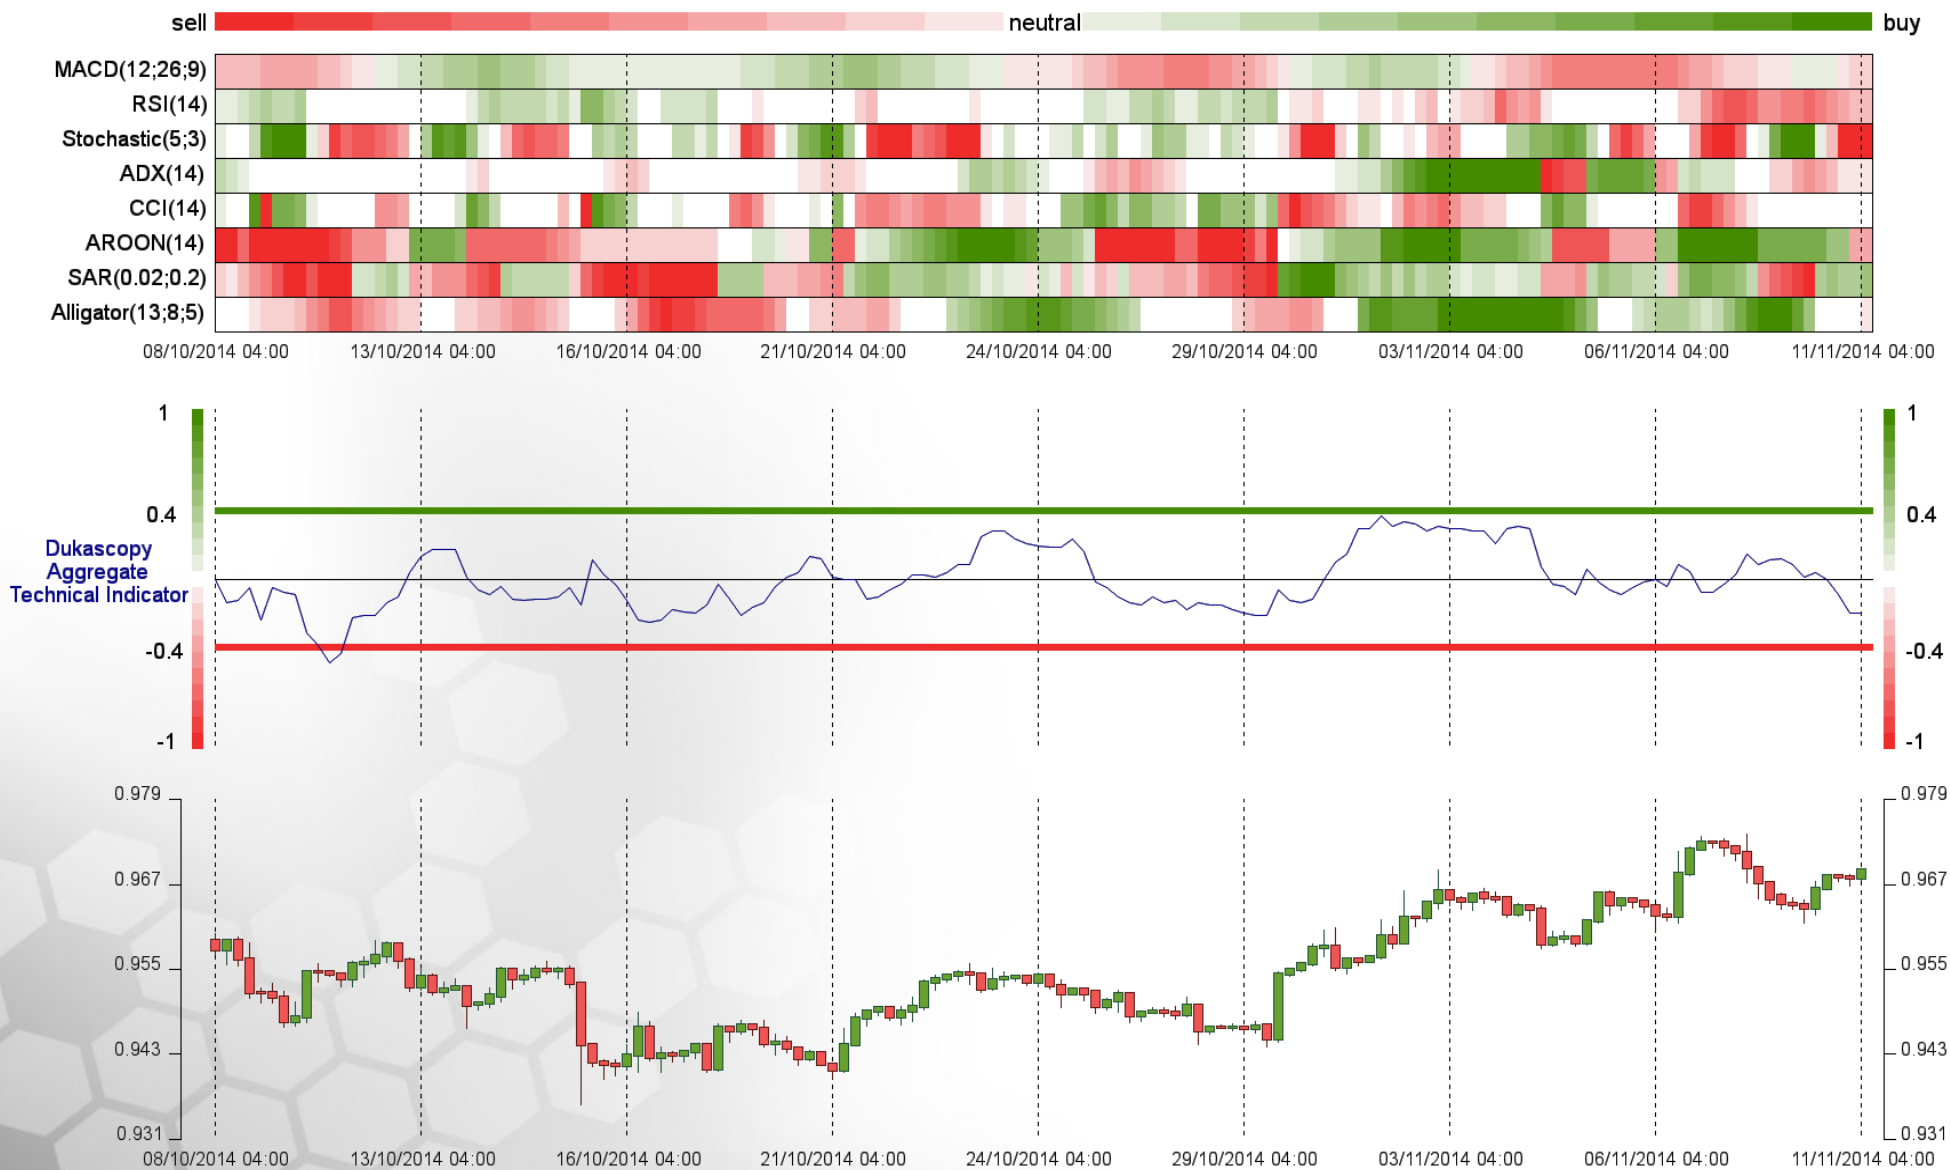 sell neutral buy
MACD(12;26;9)
RSI(14)
Stochastic(5;3)
ADX(14)
CCI(14)
AROON(14)
SAR(0.02;0.2)
Alligator(13;8;5)
08/10/2014 04:00 13/10/2014 04:00 16/10/2014 04:00 21/10/2014 04:00 24/10/2014 04:00 29/10/2014 04:00 03/11/2014 04:00 06/11/2014 04:00 11/11/2014 04:00
1 1
0.4 0.4
Dukascopy
Aggregate
Technical Indicator
-0.4 -0.4
-1 -1
0.979 0.979
0.967 0.967
0.955 0.955
0.943 0.943
0.931 0.931
08/10/2014 04:00 13/10/2014 04:00 16/10/2014 04:00 21/10/2014 04:00 24/10/2014 04:00 29/10/2014 04:00 03/11/2014 04:00 06/11/2014 04:00 11/11/2014 04:00